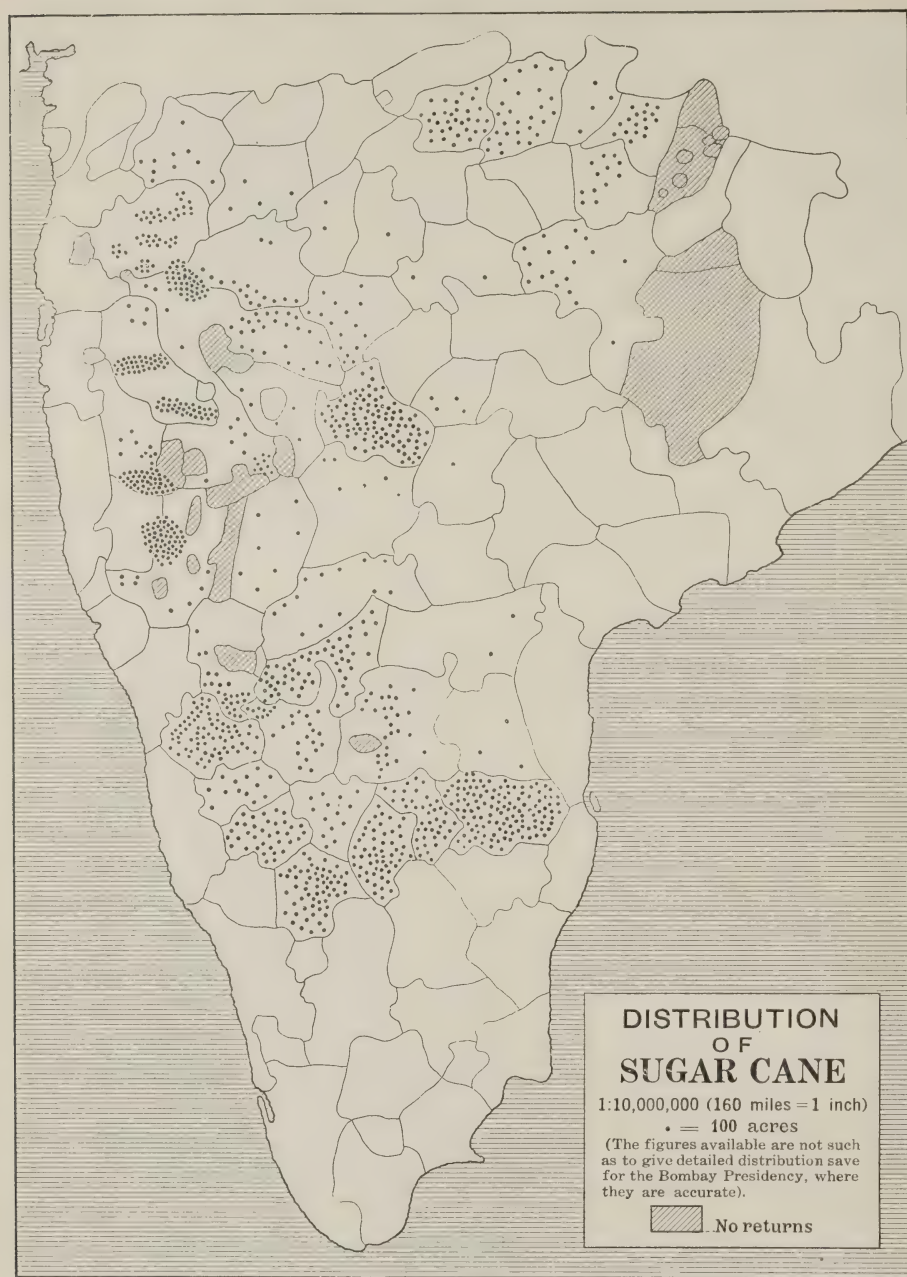 DISTRIBUTION
OF
SUGAR CANE
1:10,000,000 (160 miles = 1 inch)
• = 100 acres
(The figures available are not such
as to give detailed distribution save
for the Bombay Presidency, where
they are accurate).
No returns